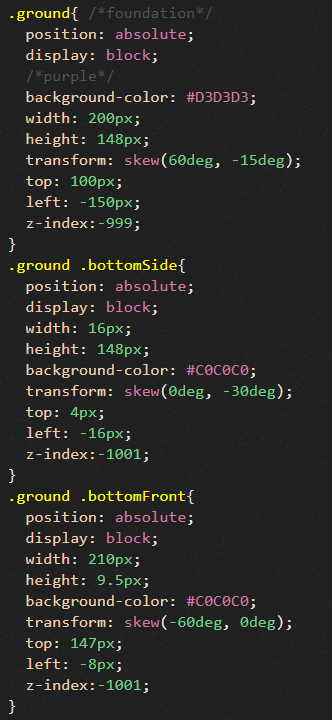 .ground{ /*foundation*/
  position: absolute;
  display: block;
  /*purple*/
  background-color: #D3D3D3;
  width: 200px;
  height: 148px;
  transform: skew(60deg, -15deg);
  top: 100px;
  left: -150px;
  z-index:-999;
}
.ground .bottomSide{
  position: absolute;
  display: block;
  width: 16px;
  height: 148px;
  background-color: #C0C0C0;
  transform: skew(0deg, -30deg);
  top: 4px;
  left: -16px;
  z-index:-1001;
}
.ground .bottomFront{
  position: absolute;
  display: block;
  width: 210px;
  height: 9.5px;
  background-color: #C0C0C0;
  transform: skew(-60deg, 0deg);
  top: 147px;
  left: -8px;
  z-index:-1001;
}